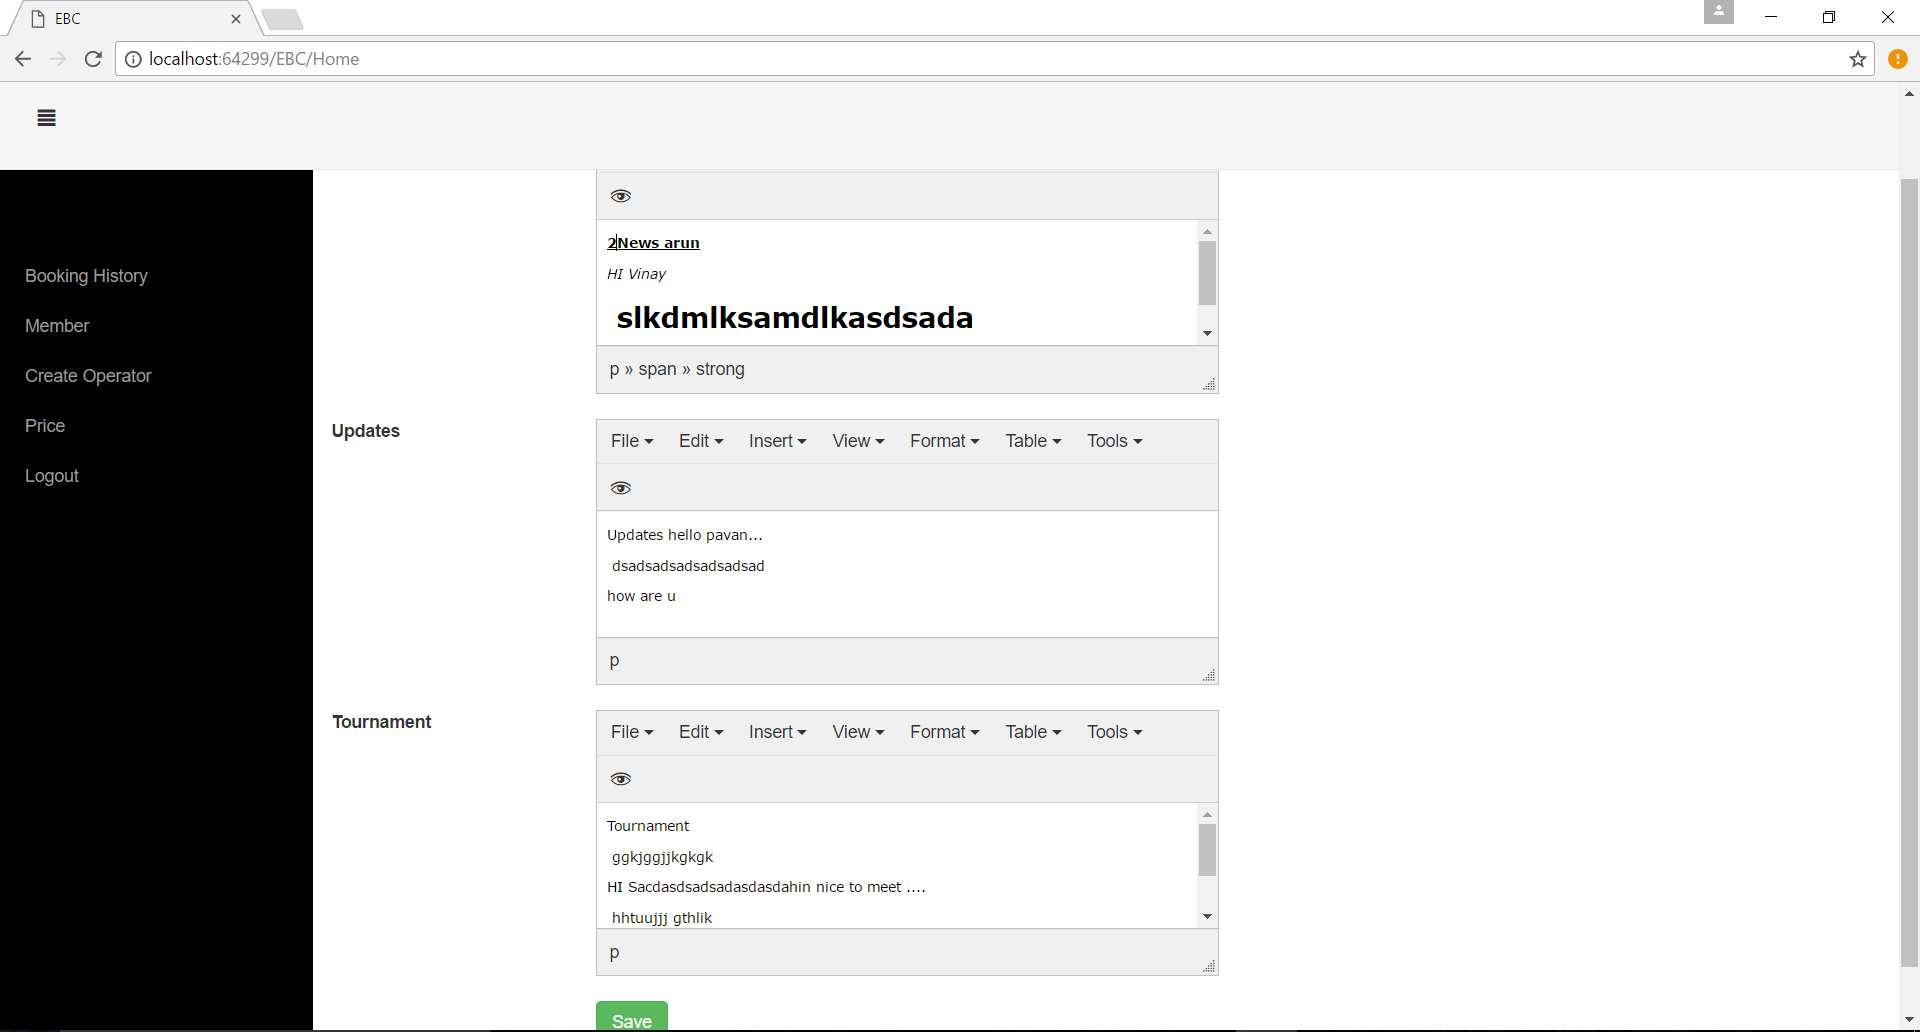 EBC
localhost:64299/EBC/Home
Booking History
Member
Create Operator
Price
Logout
2News arun
HI Vinay
slkdmlksamdlkasdsada
p » span » strong
Updates
File Edit Insert View Format Table Tools
Updates hello pavan...
dsadsadsadsadsadsad
how are u
p
Tournament
File Edit Insert View Format Table Tools
Tournament
ggkjggjjkgkgk
HI Sacdasdsadsadasdasdahin nice to meet ....
hhtuujjj gthlik
p
Save